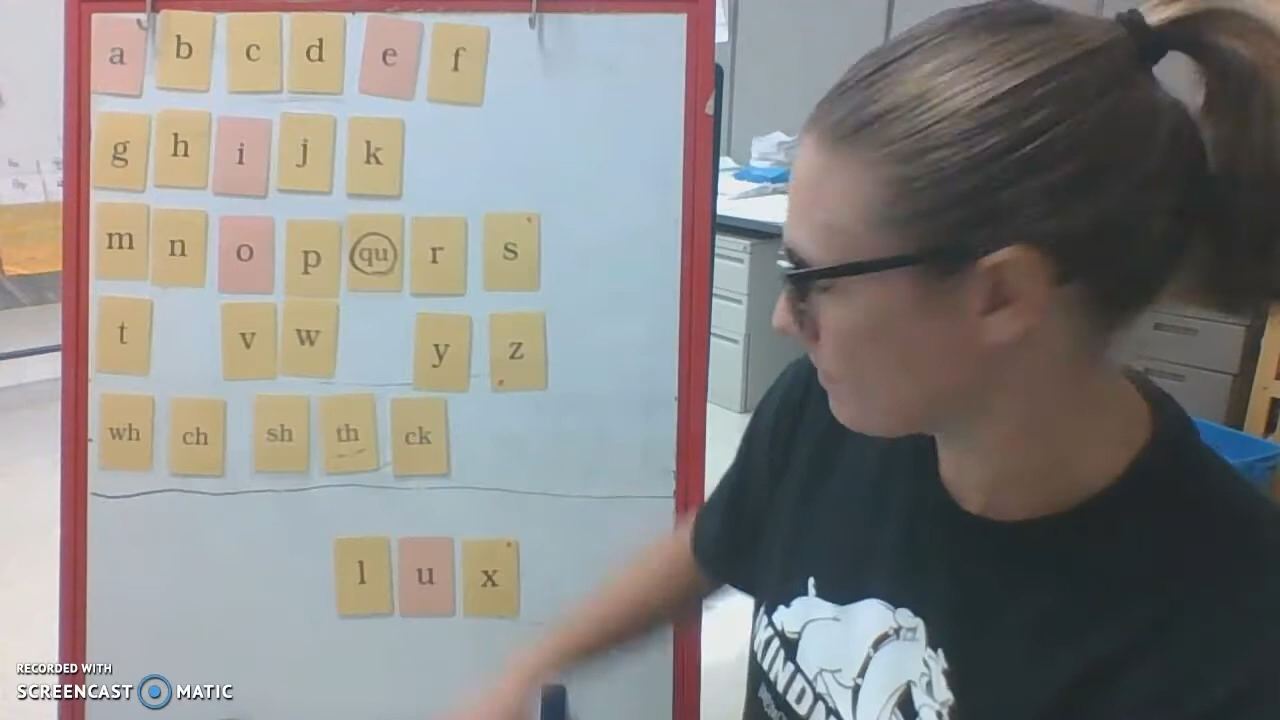 a b c d e f
g h i j k
m n o p qu r s
t v w y z
wh ch sh th ck
l u x
RECORDED WITH
SCREENCAST MATIC